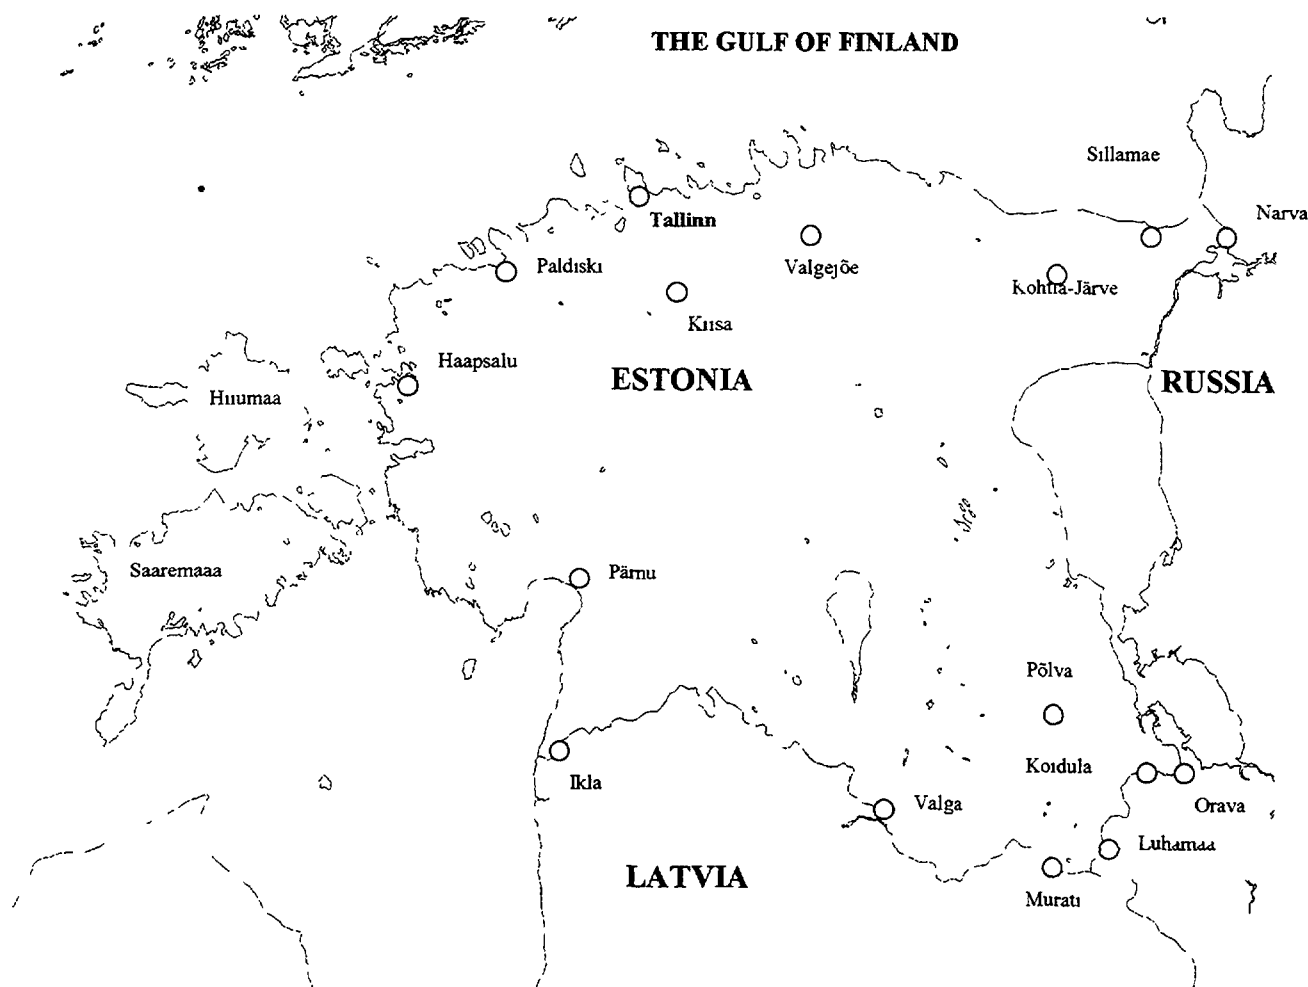 THE GULF OF FINLAND
Sillamae
Narva
Tallinn
Paldiski
Valgejõe
Kohtla-Järve
Kiisa
Haapsalu
ESTONIA
RUSSIA
Hiiumaa
Saaremaaa
Pärnu
Põlva
Koidula
Ikla
Valga
Orava
Luhamaa
LATVIA
Murati